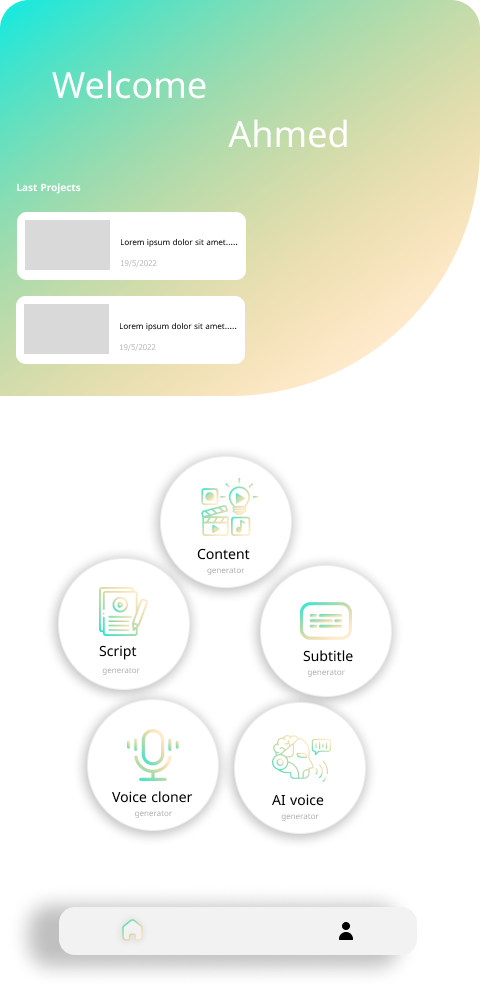 Welcome
Ahmed
Last Projects
Lorem ipsum dolor sit amet.....
19/5/2022
Lorem ipsum dolor sit amet.....
19/5/2022
Content
generator
Script
generator
Subtitle
generator
Voice cloner
generator
AI voice
generator